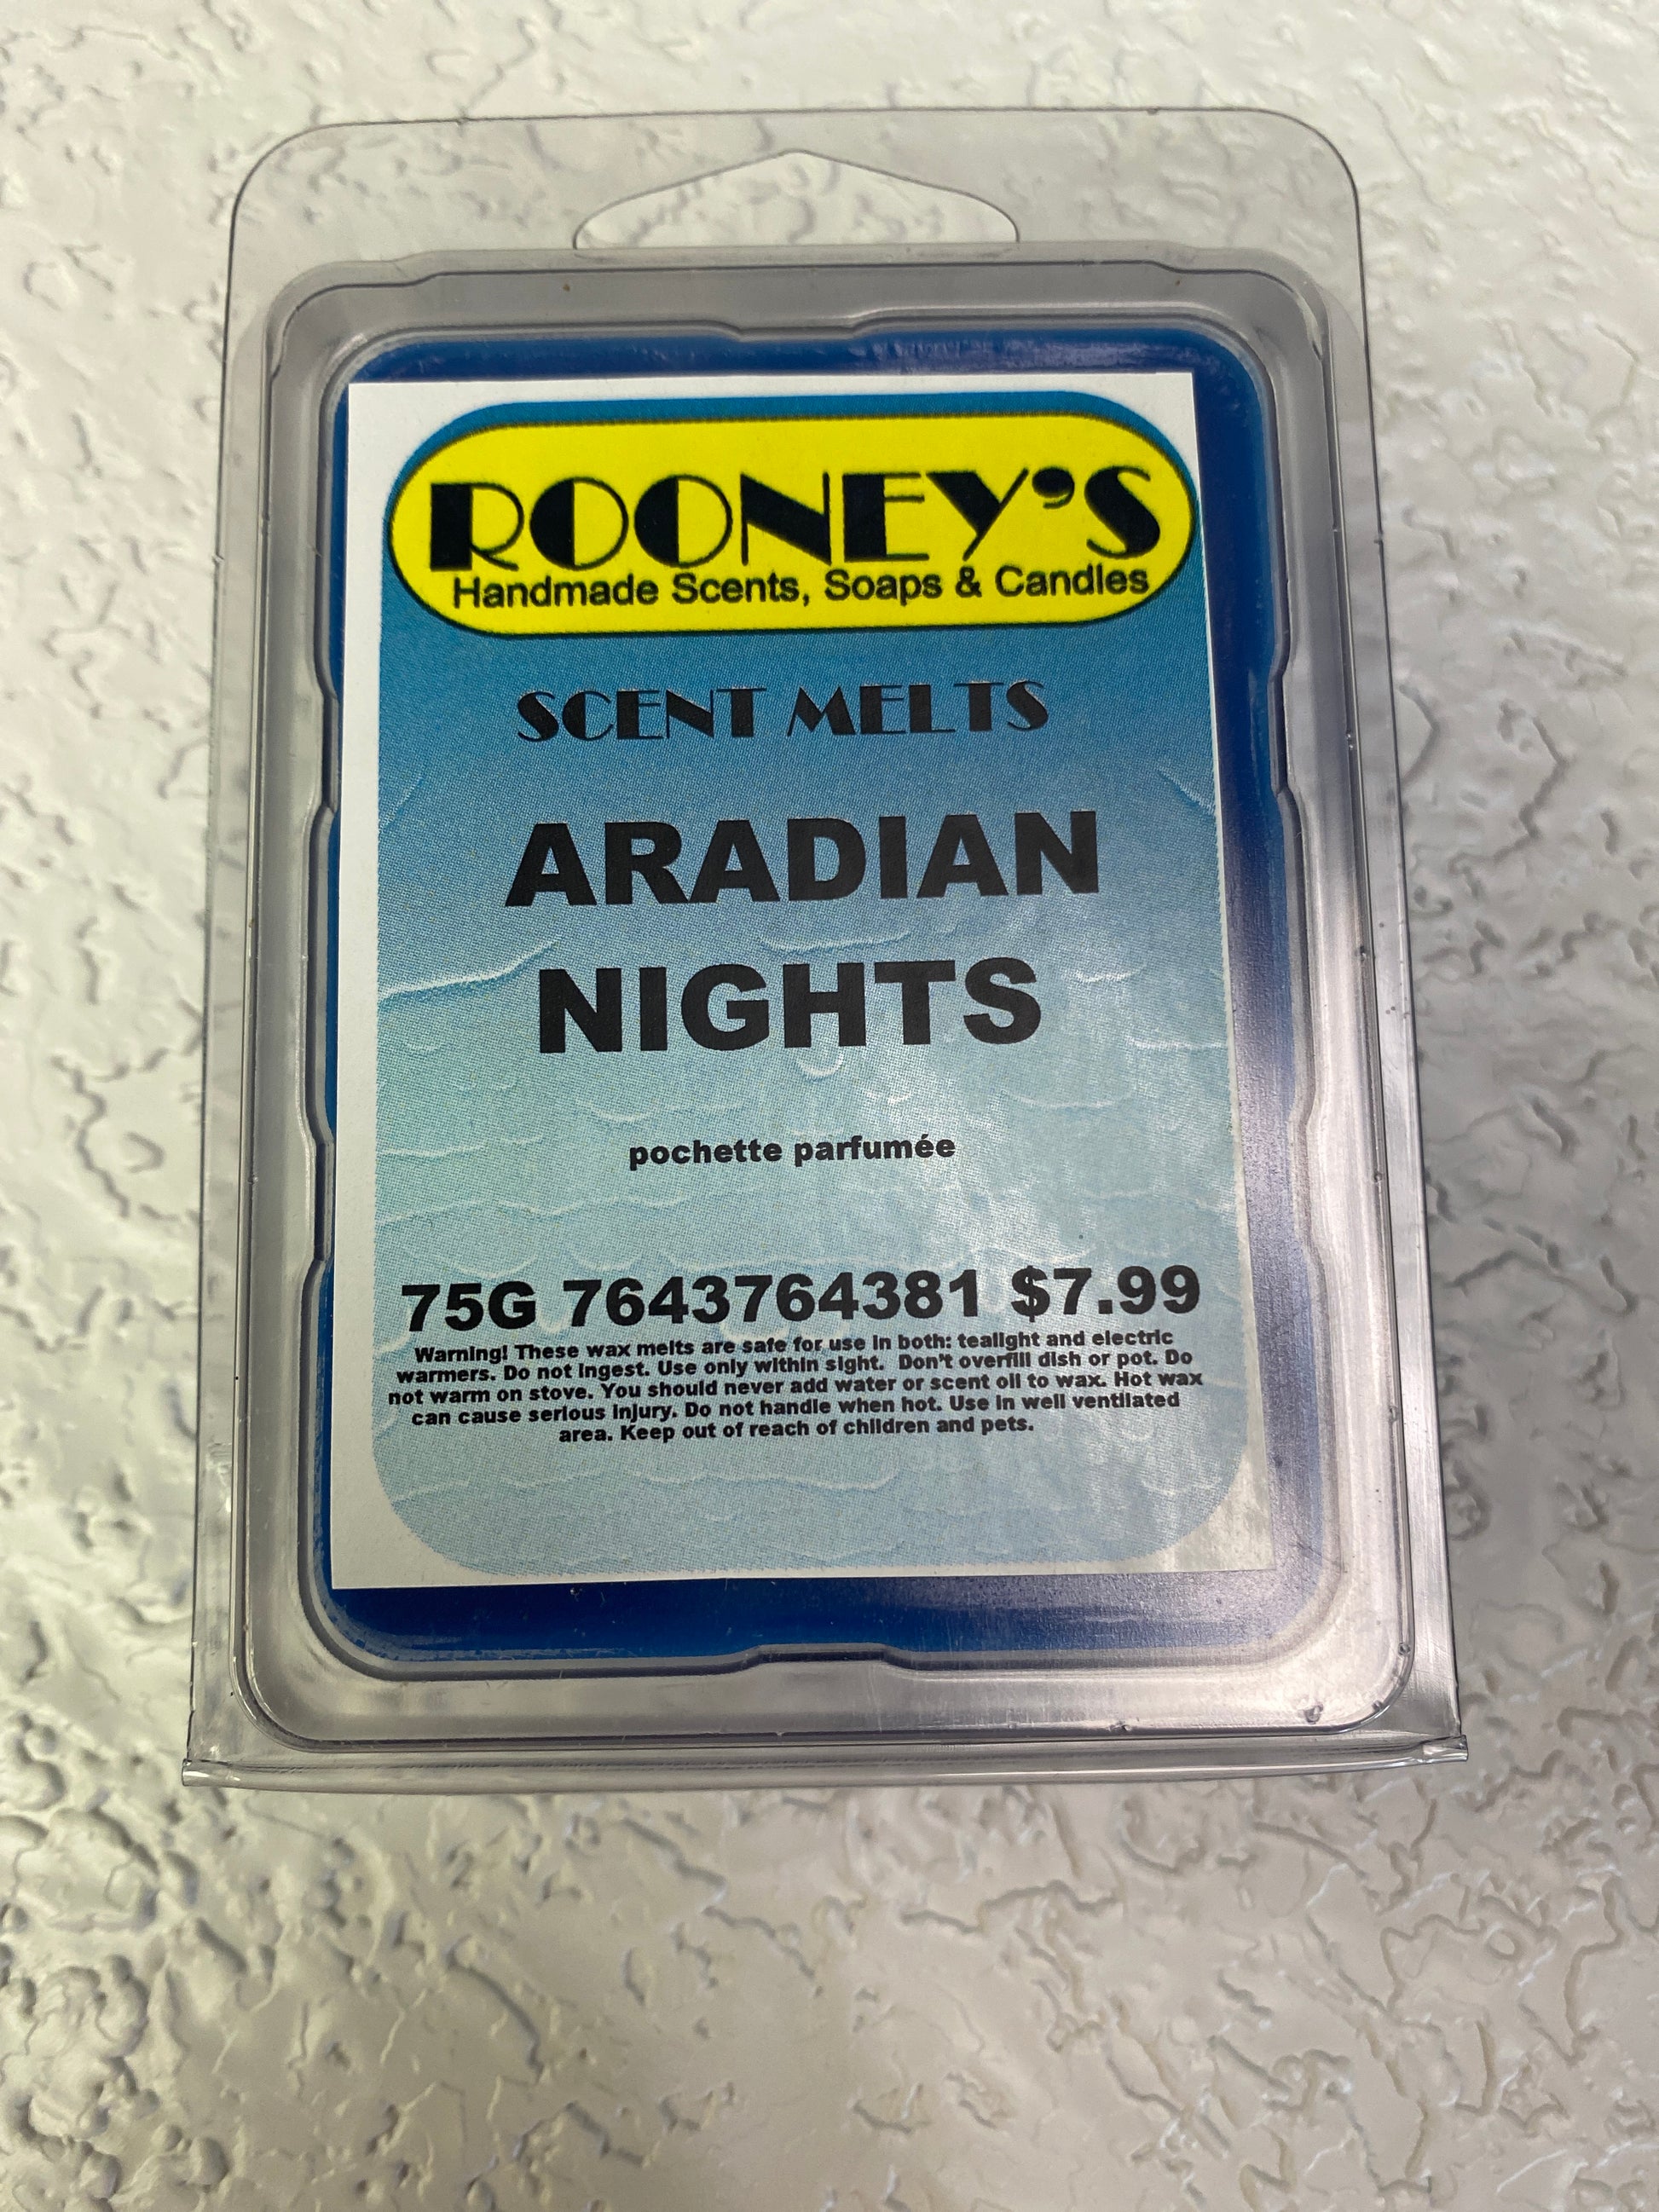 ROONEY'S
Handmade Scents, Soaps & Candles
SCENT MELTS
ARADIAN
NIGHTS
pochette parfumée
75G 7643764381 $7.99
Warning! These wax melts are safe for use in both: tealight and electric
warmers. Do not ingest. Use only within sight. Don't overfill dish or pot. Do
not warm on stove. You should never add water or scent oil to wax. Hot wax
can cause serious injury. Do not handle when hot. Use in well ventilated
area. Keep out of reach of children and pets.